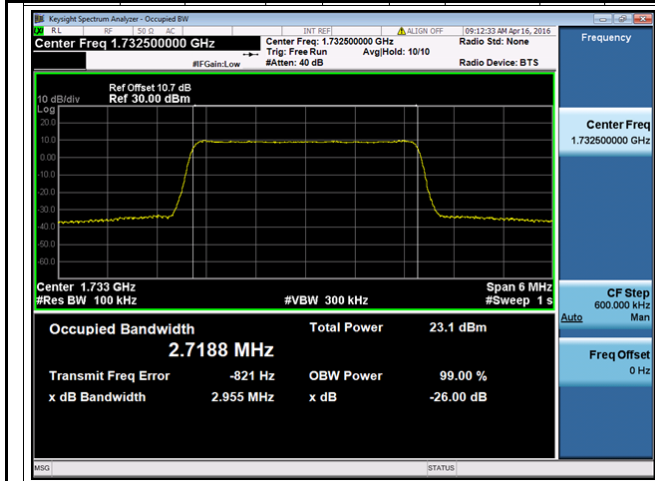 Keysight Spectrum Analyzer - Occupied BW
RL RF 50 Ω AC INT REF ALIGN OFF 09:12:33 AM Apr 16, 2016
Center Freq 1.732500000 GHz
Center Freq: 1.732500000 GHz Radio Std: None
Trig: Free Run Avg|Hold: 10/10
#IFGain:Low #Atten: 40 dB Radio Device: BTS
Frequency
Ref Offset 10.7 dB
10 dB/div Ref 30.00 dBm
Log
20.0
10.0
0.00
-10.0
-20.0
-30.0
-40.0
-50.0
-60.0
Center 1.733 GHz Span 6 MHz
#Res BW 100 kHz #VBW 300 kHz #Sweep 1 s
Occupied Bandwidth Total Power 23.1 dBm
2.7188 MHz
Transmit Freq Error -821 Hz OBW Power 99.00 %
x dB Bandwidth 2.955 MHz x dB -26.00 dB
Center Freq
1.732500000 GHz
CF Step
600.000 kHz
Auto Man
Freq Offset
0 Hz
MSG STATUS